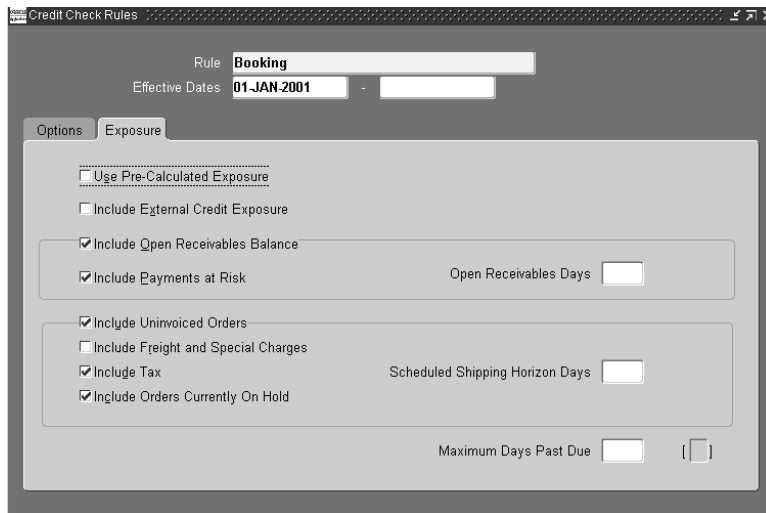 Credit Check Rules
Rule Booking
Effective Dates 01-JAN-2001 -
Options Exposure
Use Pre-Calculated Exposure
Include External Credit Exposure
Include Open Receivables Balance
Include Payments at Risk Open Receivables Days
Include Uninvoiced Orders
Include Freight and Special Charges
Include Tax Scheduled Shipping Horizon Days
Include Orders Currently On Hold
Maximum Days Past Due [ ]